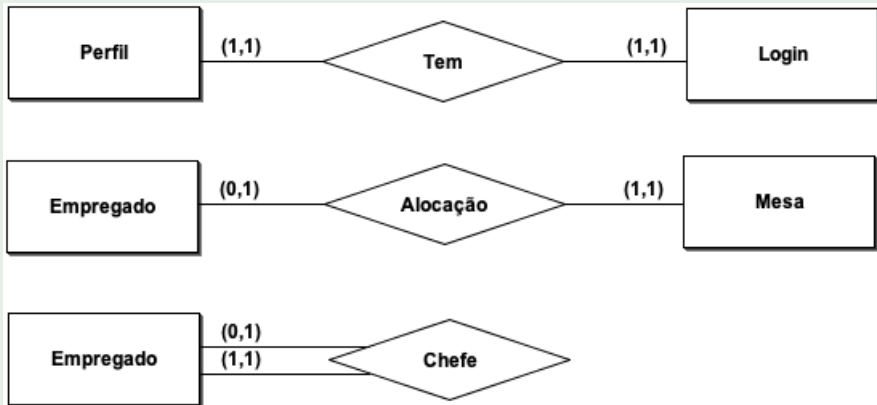 Perfil (1,1) Tem (1,1) Login
Empregado (0,1) Alocação (1,1) Mesa
(0,1)
Empregado (1,1) Chefe